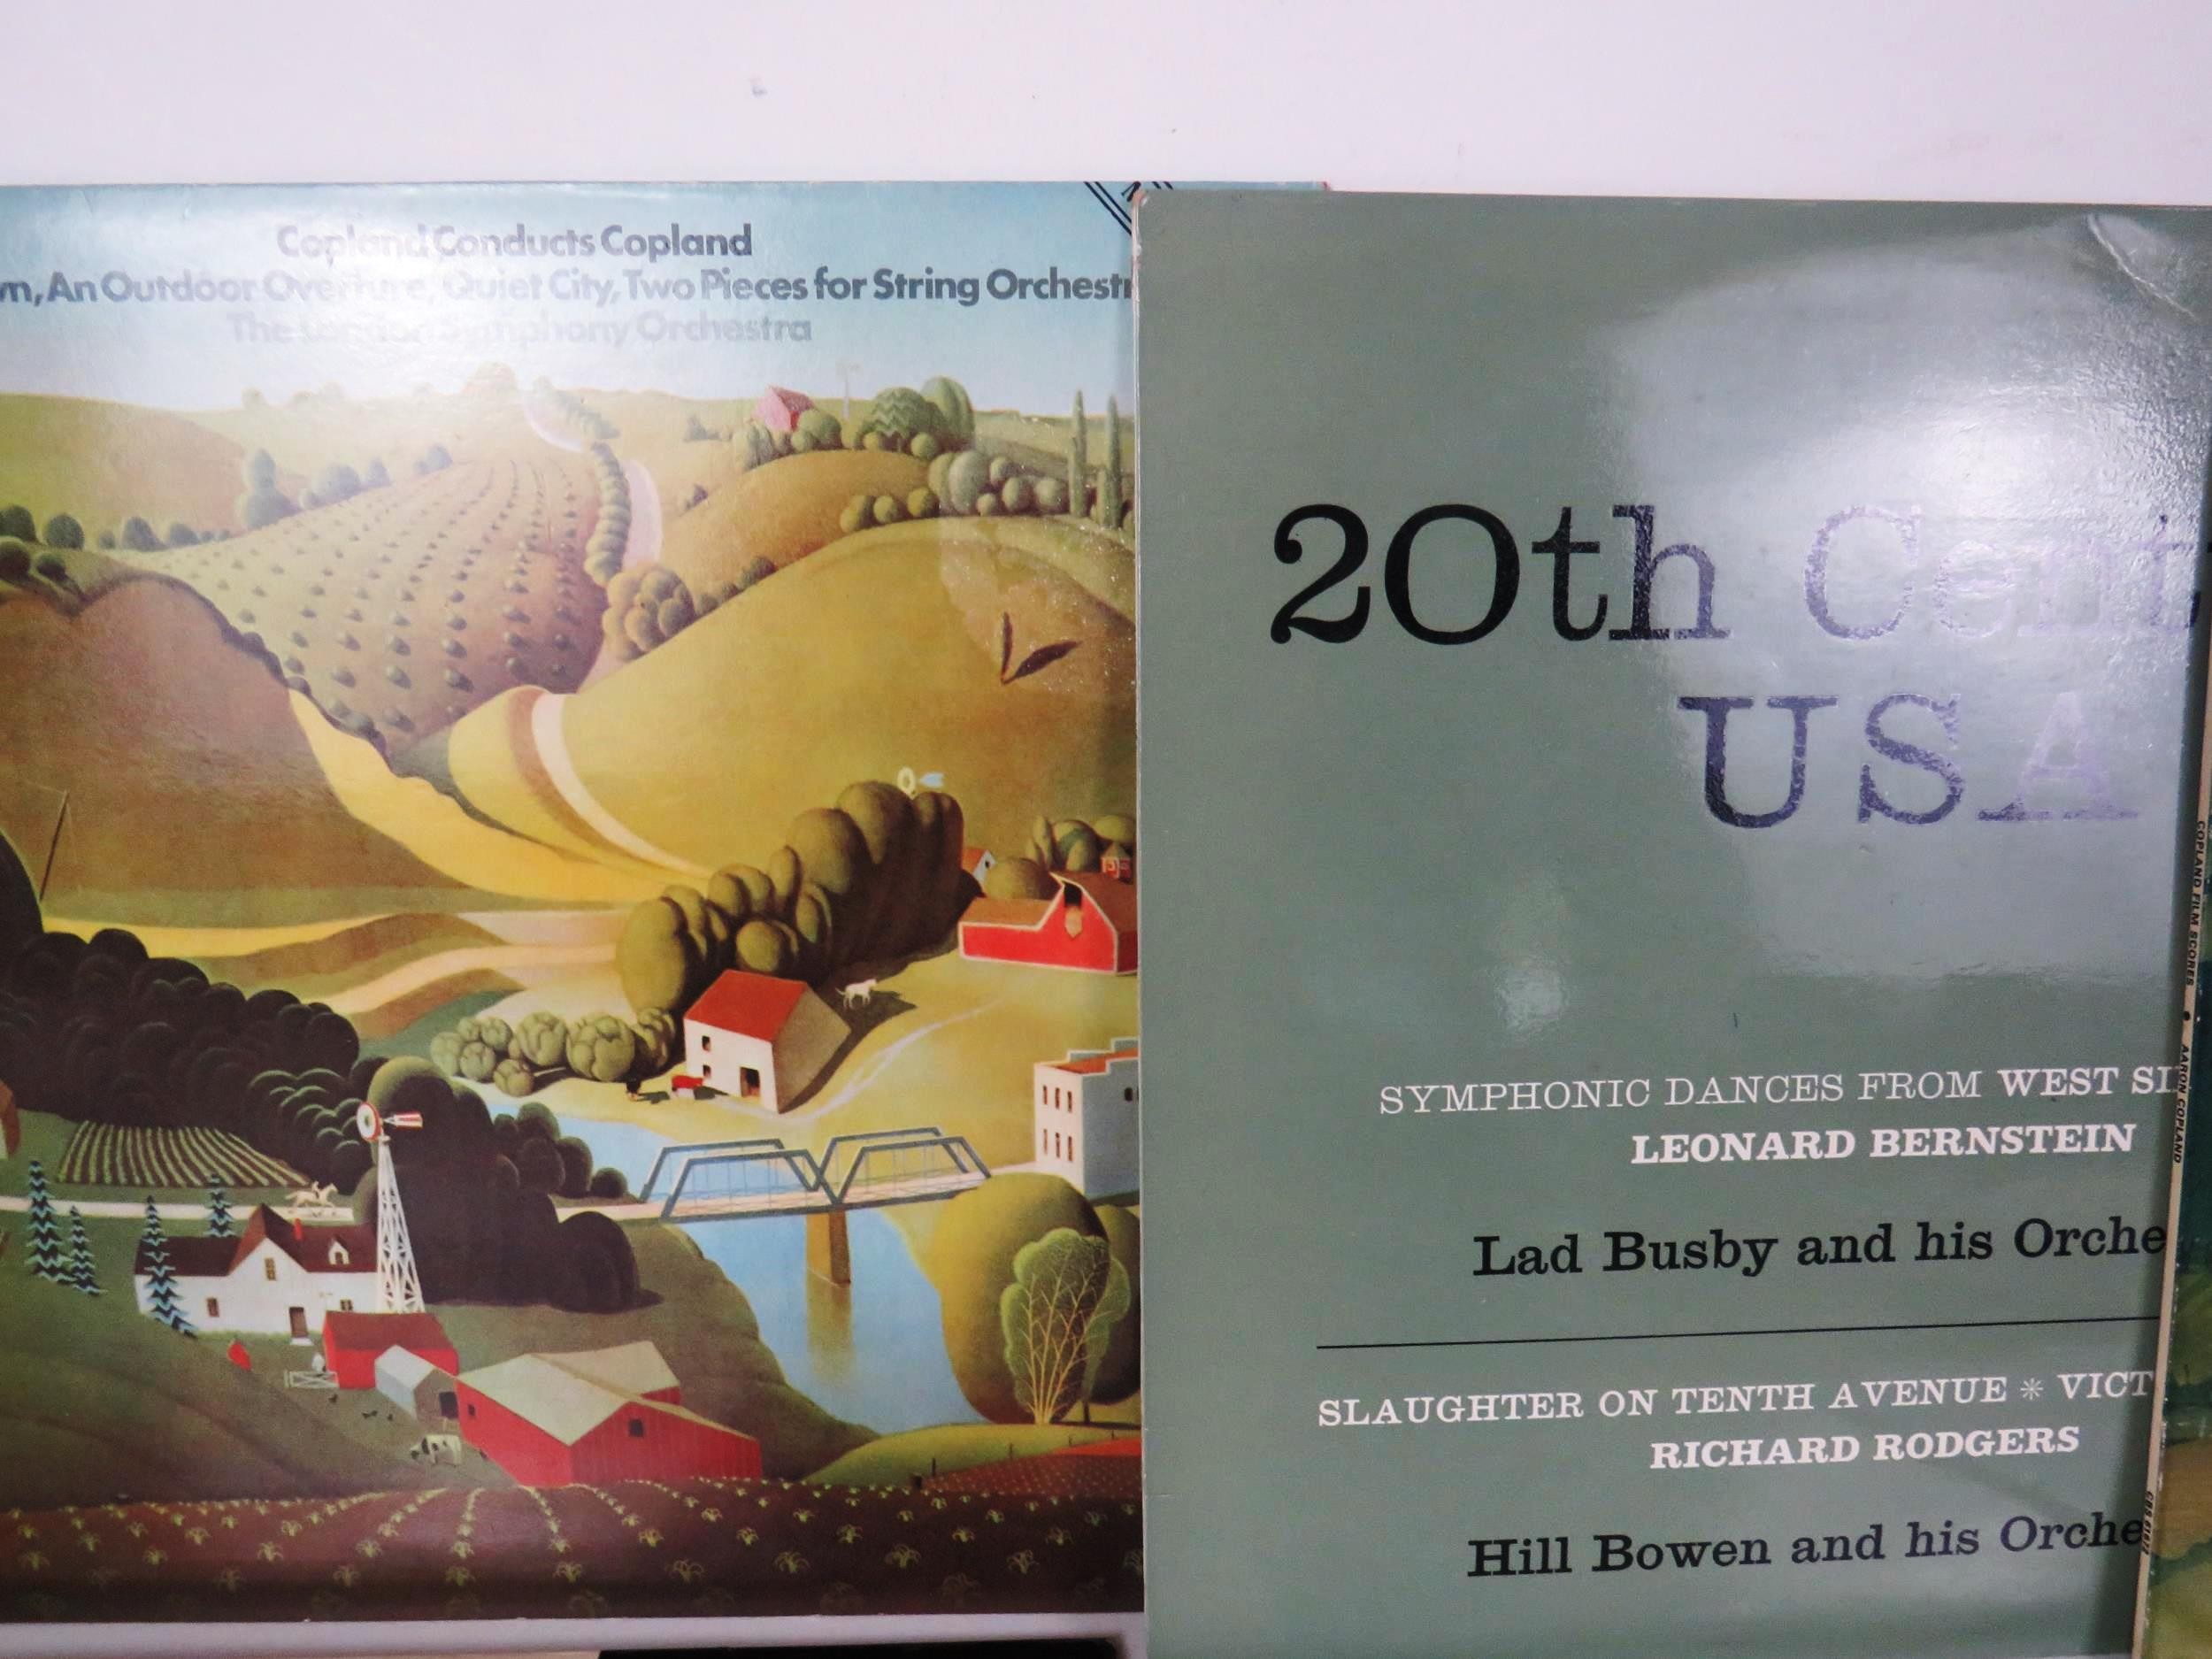 Copland Conducts Copland
An Outdoor Overture, Quiet City, Two Pieces for String Orchest
The London Symphony Orchestra
20th Cent
USA
SYMPHONIC DANCES FROM WEST SI
LEONARD BERNSTEIN
Lad Busby and his Orche
SLAUGHTER ON TENTH AVENUE * VICT
RICHARD RODGERS
Hill Bowen and his Orche
COPLAND FILM SCORES • AARON COPLAND